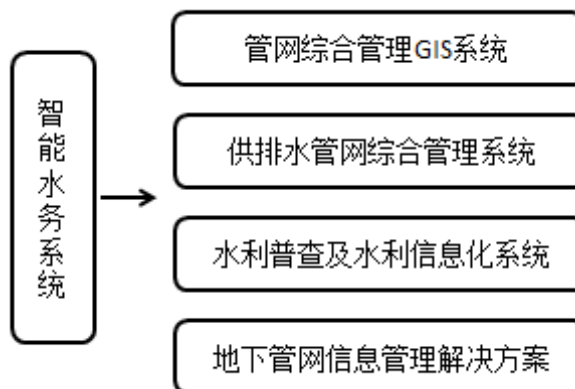 智能水务系统
管网综合管理GIS系统
供排水管网综合管理系统
水利普查及水利信息化系统
地下管网信息管理解决方案